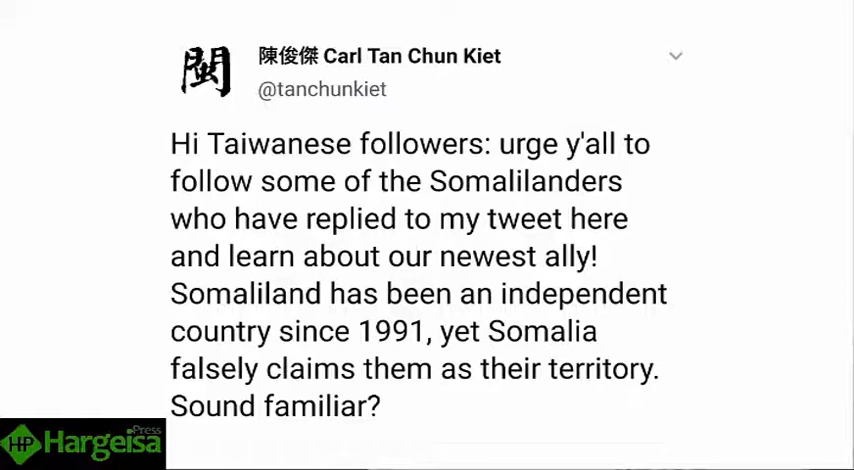 閩
陳俊傑 Carl Tan Chun Kiet
@tanchunkiet
Hi Taiwanese followers: urge y'all to
follow some of the Somalilanders
who have replied to my tweet here
and learn about our newest ally!
Somaliland has been an independent
country since 1991, yet Somalia
falsely claims them as their territory.
Sound familiar?
HP Hargeisa Press